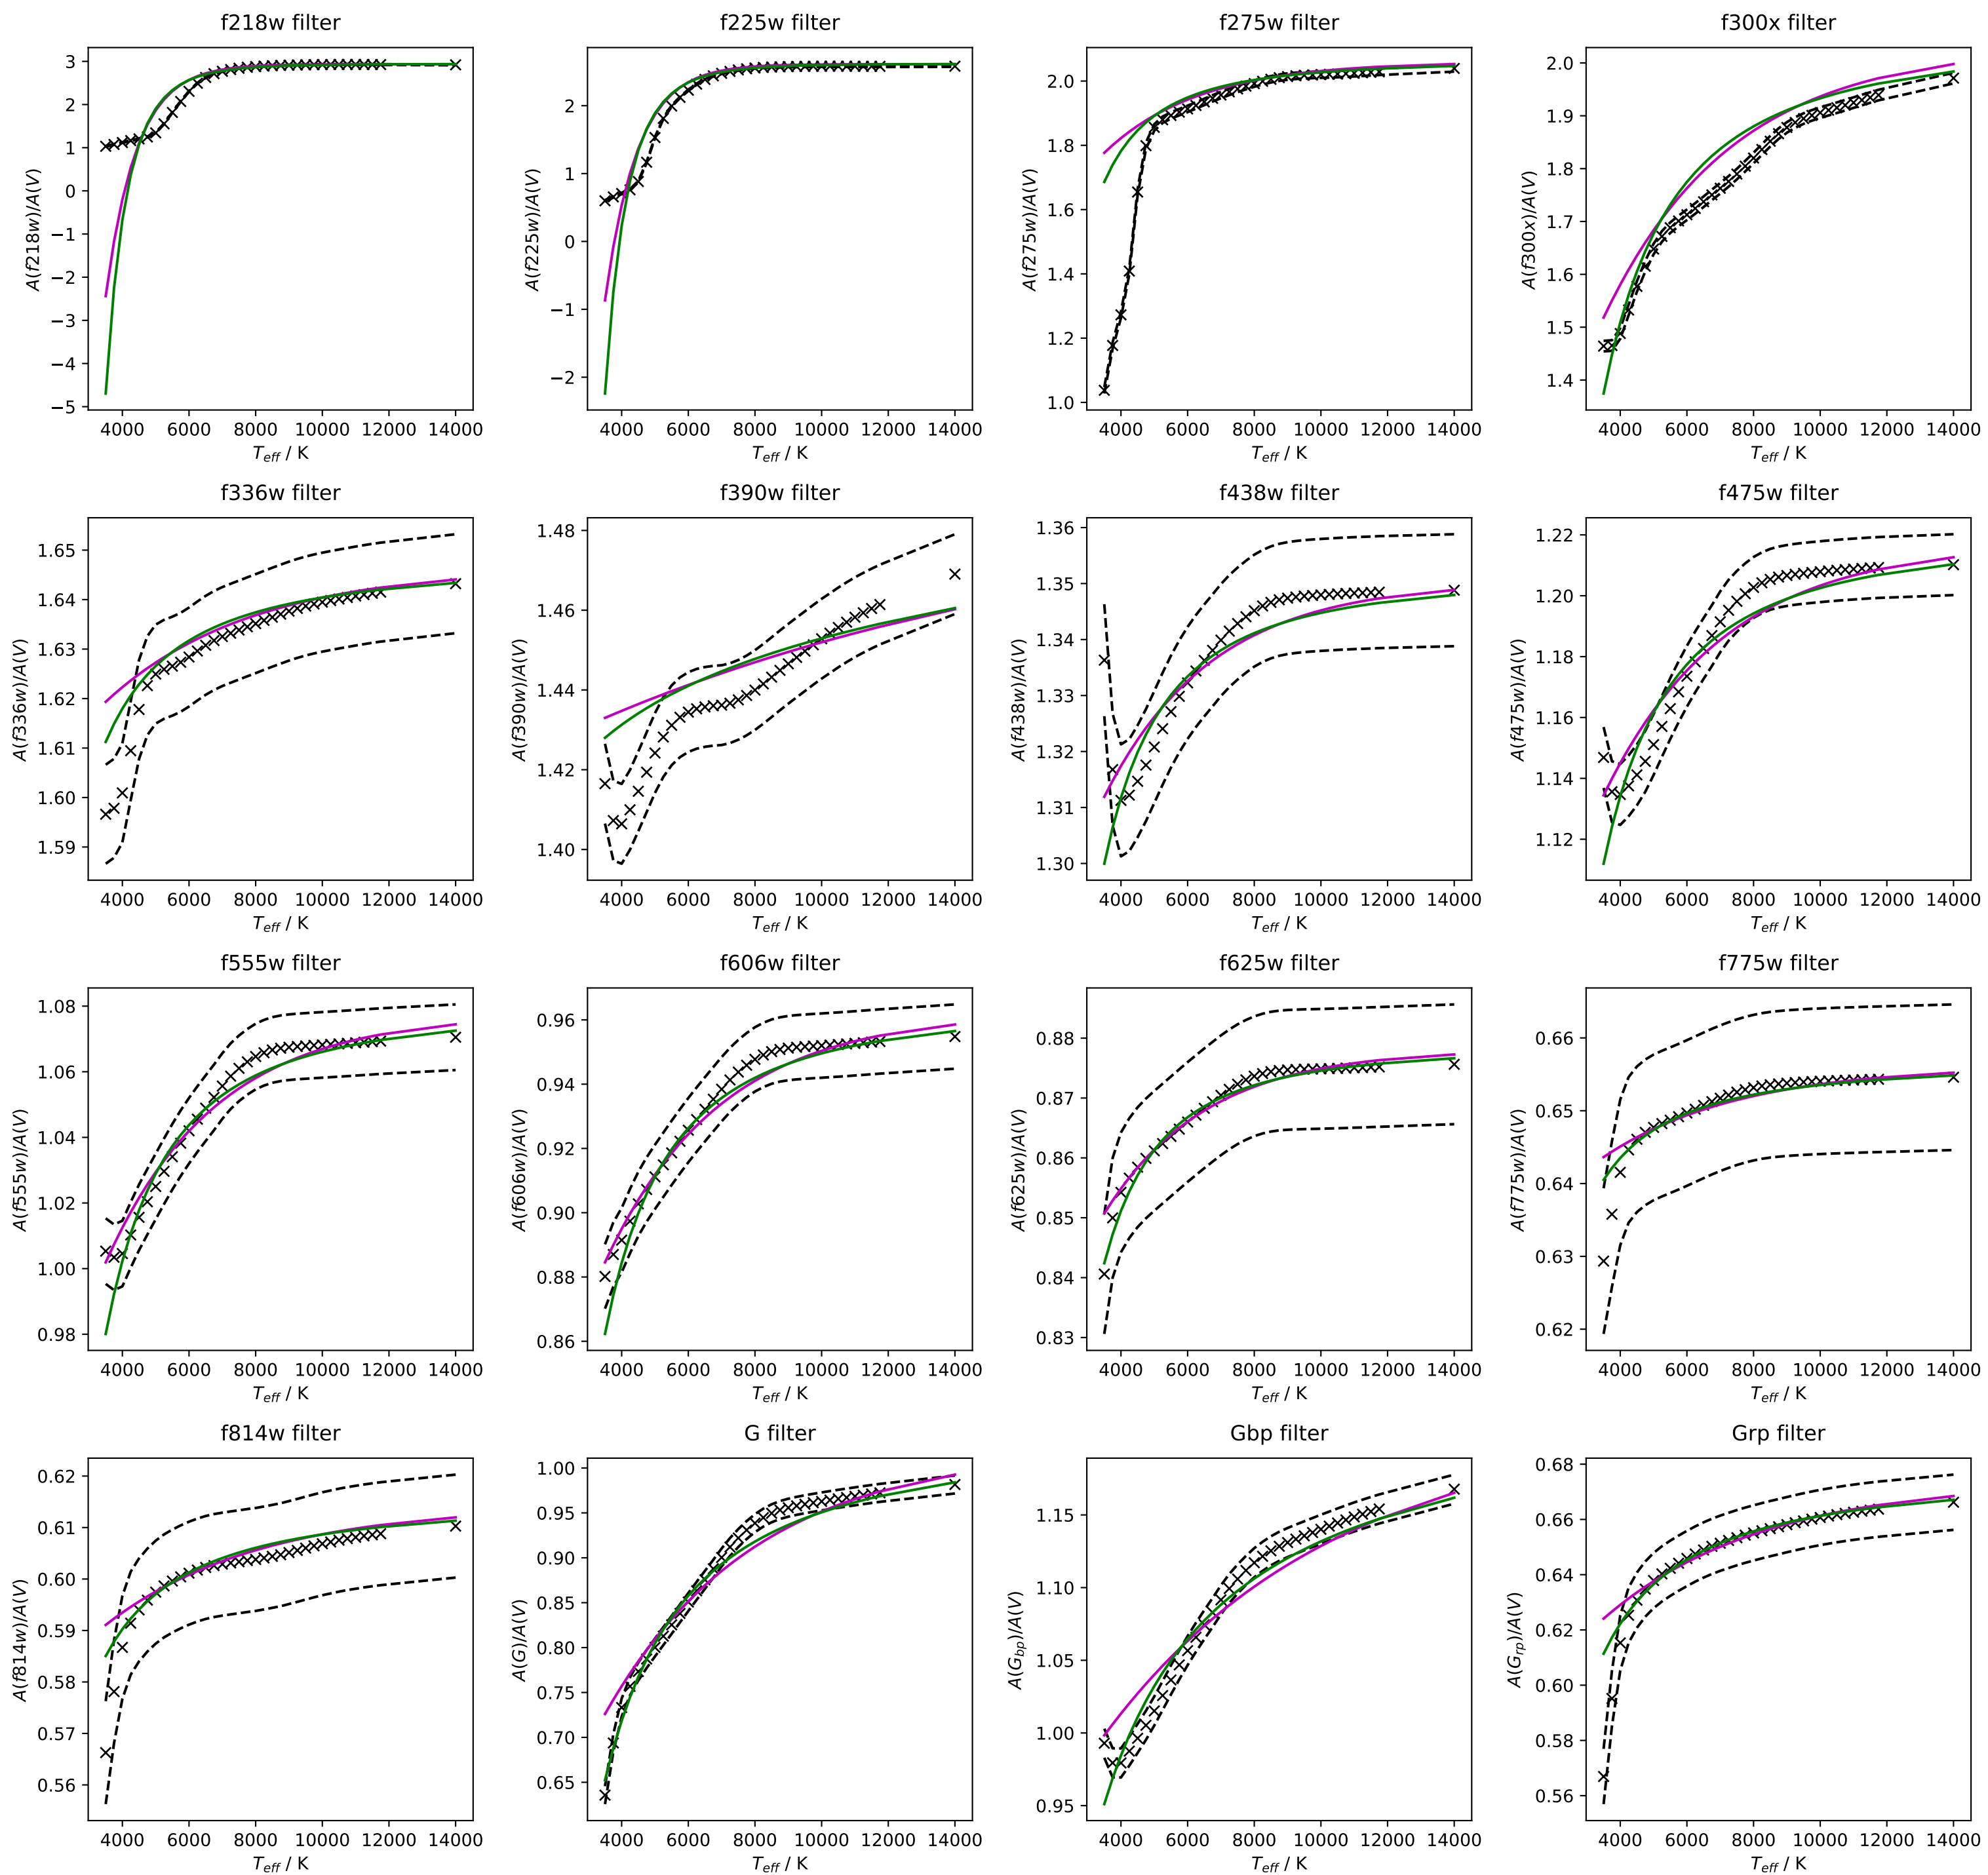 f218w filter
f225w filter
f275w filter
f300x filter
A(f218w)/A(V)
3
2
1
0
−1
−2
−3
−4
−5
4000 6000 8000 10000 12000 14000
T_eff / K
A(f225w)/A(V)
2
1
0
−1
−2
4000 6000 8000 10000 12000 14000
T_eff / K
A(f275w)/A(V)
2.0
1.8
1.6
1.4
1.2
1.0
4000 6000 8000 10000 12000 14000
T_eff / K
A(f300x)/A(V)
2.0
1.9
1.8
1.7
1.6
1.5
1.4
4000 6000 8000 10000 12000 14000
T_eff / K
f336w filter
f390w filter
f438w filter
f475w filter
A(f336w)/A(V)
1.65
1.64
1.63
1.62
1.61
1.60
1.59
4000 6000 8000 10000 12000 14000
T_eff / K
A(f390w)/A(V)
1.48
1.46
1.44
1.42
1.40
4000 6000 8000 10000 12000 14000
T_eff / K
A(f438w)/A(V)
1.36
1.35
1.34
1.33
1.32
1.31
1.30
4000 6000 8000 10000 12000 14000
T_eff / K
A(f475w)/A(V)
1.22
1.20
1.18
1.16
1.14
1.12
4000 6000 8000 10000 12000 14000
T_eff / K
f555w filter
f606w filter
f625w filter
f775w filter
A(f555w)/A(V)
1.08
1.06
1.04
1.02
1.00
0.98
4000 6000 8000 10000 12000 14000
T_eff / K
A(f606w)/A(V)
0.96
0.94
0.92
0.90
0.88
0.86
4000 6000 8000 10000 12000 14000
T_eff / K
A(f625w)/A(V)
0.88
0.87
0.86
0.85
0.84
0.83
4000 6000 8000 10000 12000 14000
T_eff / K
A(f775w)/A(V)
0.66
0.65
0.64
0.63
0.62
4000 6000 8000 10000 12000 14000
T_eff / K
f814w filter
G filter
Gbp filter
Grp filter
A(f814w)/A(V)
0.62
0.61
0.60
0.59
0.58
0.57
0.56
4000 6000 8000 10000 12000 14000
T_eff / K
A(G)/A(V)
1.00
0.95
0.90
0.85
0.80
0.75
0.70
0.65
4000 6000 8000 10000 12000 14000
T_eff / K
A(G_bp)/A(V)
1.15
1.10
1.05
1.00
0.95
4000 6000 8000 10000 12000 14000
T_eff / K
A(G_rp)/A(V)
0.68
0.66
0.64
0.62
0.60
0.58
0.56
4000 6000 8000 10000 12000 14000
T_eff / K